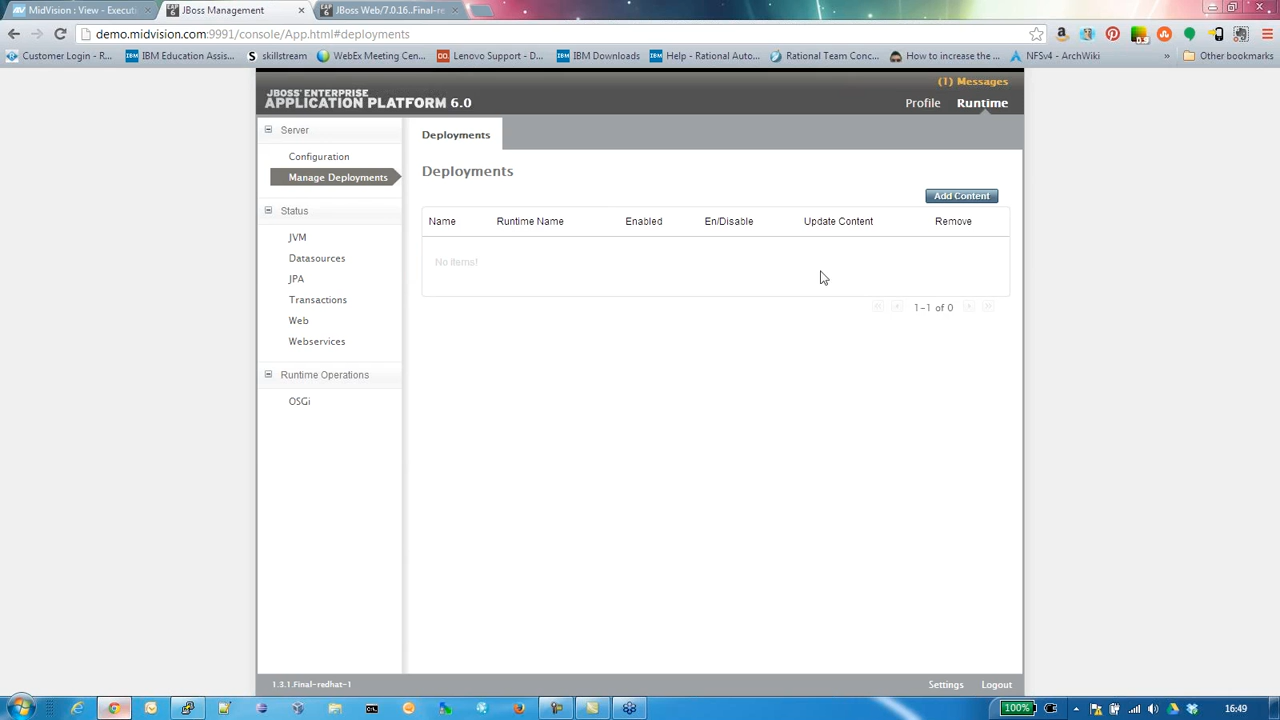 MidVision : View - Executi
JBoss Management
JBoss Web/7.0.16..Final-re
demo.midvision.com:9991/console/App.html#deployments
Customer Login - R...
IBM Education Assis...
skillstream
WebEx Meeting Cen...
Lenovo Support - D...
IBM Downloads
Help - Rational Auto...
Rational Team Conc...
How to increase the ...
NFSv4 - ArchWiki
»
Other bookmarks
(1) Messages
JBOSS ENTERPRISE
APPLICATION PLATFORM 6.0
Profile
Runtime
Server
Configuration
Manage Deployments
Status
JVM
Datasources
JPA
Transactions
Web
Webservices
Runtime Operations
OSGi
Deployments
Deployments
Add Content
Name
Runtime Name
Enabled
En/Disable
Update Content
Remove
No items!
1-1 of 0
1.3.1.Final-redhat-1
Settings
Logout
100%
16:49